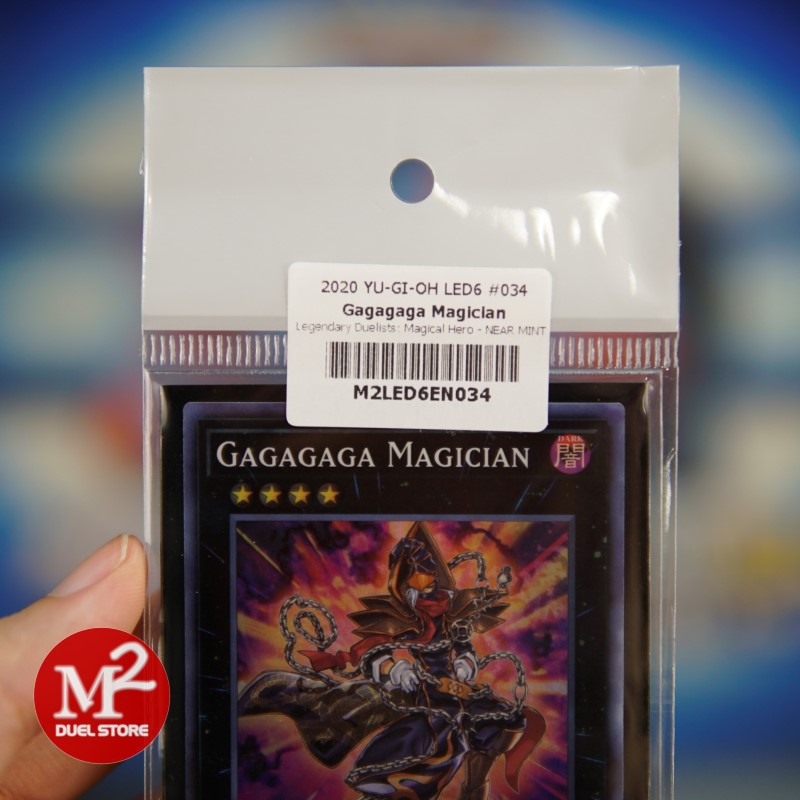 2020 YU-GI-OH LED6 #034
Gagagaga Magician
Legendary Duelists: Magical Hero - NEAR MINT
M2LED6EN034
GAGAGAGA MAGICIAN
DARK
闇
M2
DUEL STORE